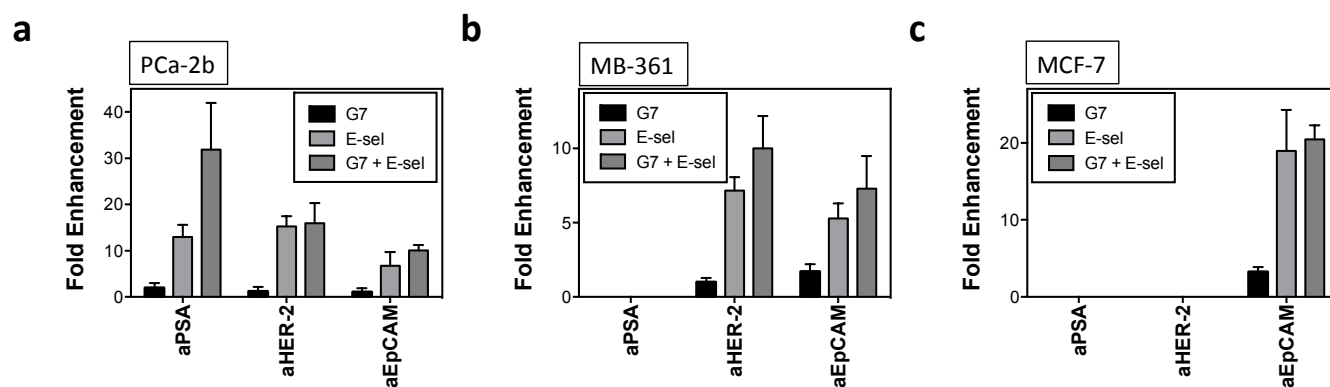 a
PCa-2b
Fold Enhancement
40
30
20
10
0
G7
E-sel
G7 + E-sel
aPSA
aHER-2
aEpCAM
b
MB-361
Fold Enhancement
10
5
0
G7
E-sel
G7 + E-sel
aPSA
aHER-2
aEpCAM
c
MCF-7
Fold Enhancement
20
10
0
G7
E-sel
G7 + E-sel
aPSA
aHER-2
aEpCAM